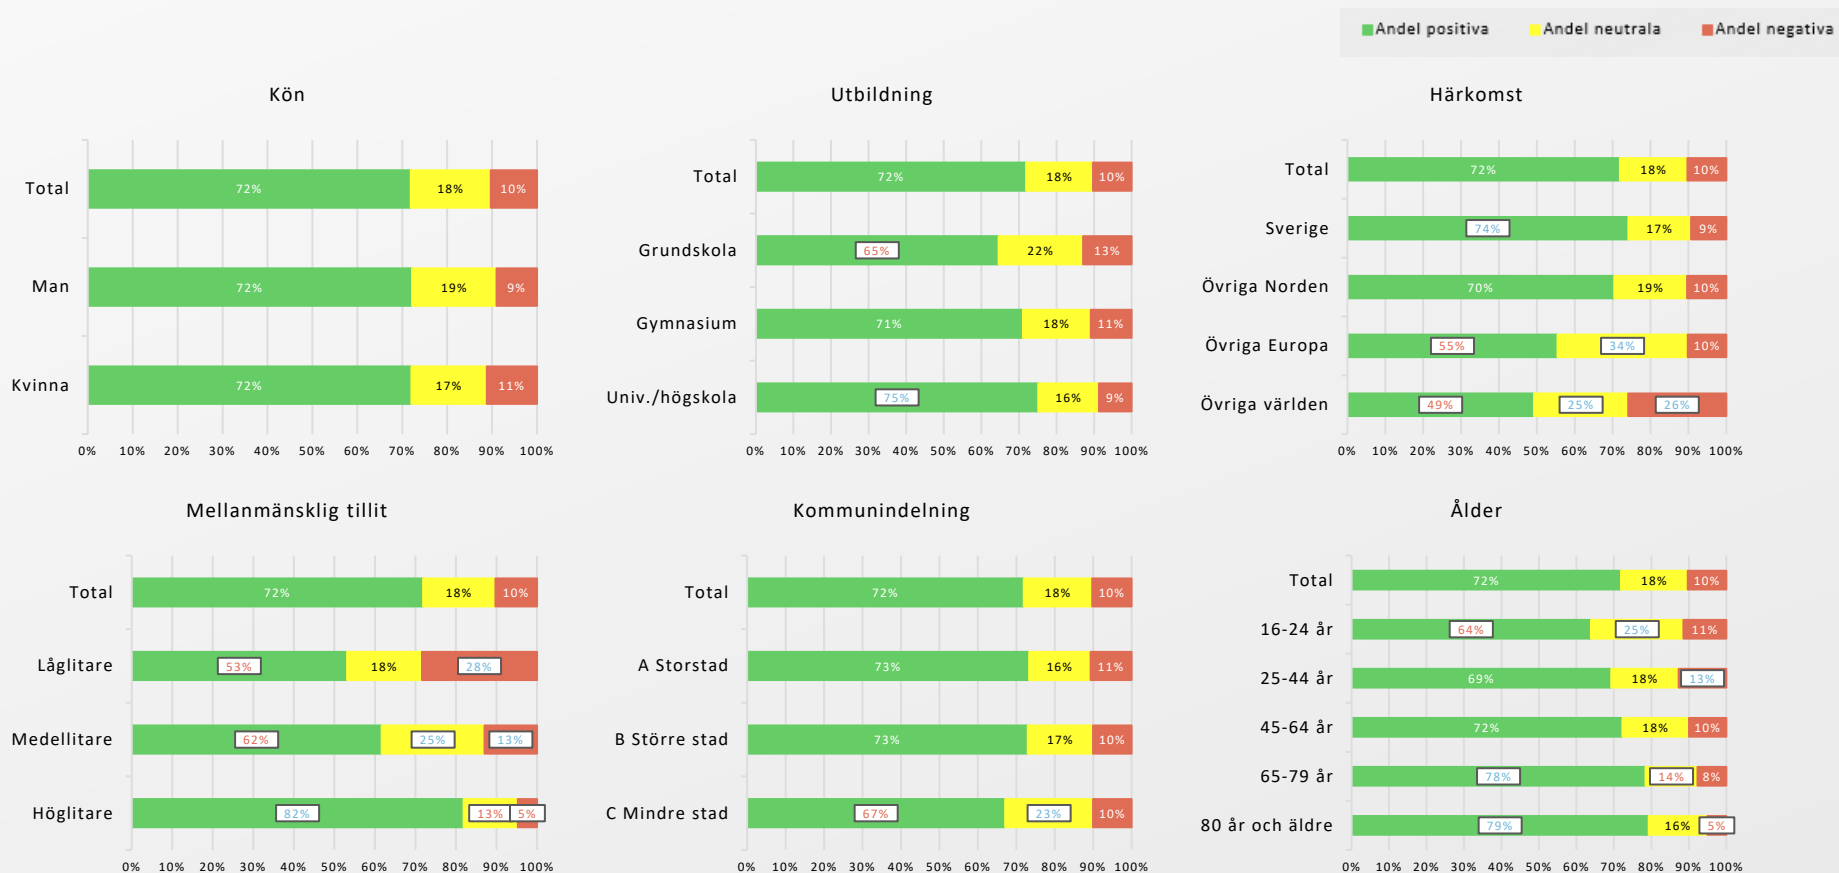 Andel positiva Andel neutrala Andel negativa
Kön
Total 72% 18% 10%
Man 72% 19% 9%
Kvinna 72% 17% 11%
0% 10% 20% 30% 40% 50% 60% 70% 80% 90% 100%
Utbildning
Total 72% 18% 10%
Grundskola 65% 22% 13%
Gymnasium 71% 18% 11%
Univ./högskola 75% 16% 9%
0% 10% 20% 30% 40% 50% 60% 70% 80% 90% 100%
Härkomst
Total 72% 18% 10%
Sverige 74% 17% 9%
Övriga Norden 70% 19% 10%
Övriga Europa 55% 34% 10%
Övriga världen 49% 25% 26%
0% 10% 20% 30% 40% 50% 60% 70% 80% 90% 100%
Mellanmänsklig tillit
Total 72% 18% 10%
Låglitare 53% 18% 28%
Medellitare 62% 25% 13%
Höglitare 82% 13% 5%
0% 10% 20% 30% 40% 50% 60% 70% 80% 90% 100%
Kommunindelning
Total 72% 18% 10%
A Storstad 73% 16% 11%
B Större stad 73% 17% 10%
C Mindre stad 67% 23% 10%
0% 10% 20% 30% 40% 50% 60% 70% 80% 90% 100%
Ålder
Total 72% 18% 10%
16-24 år 64% 25% 11%
25-44 år 69% 18% 13%
45-64 år 72% 18% 10%
65-79 år 78% 14% 8%
80 år och äldre 79% 16% 5%
0% 10% 20% 30% 40% 50% 60% 70% 80% 90% 100%